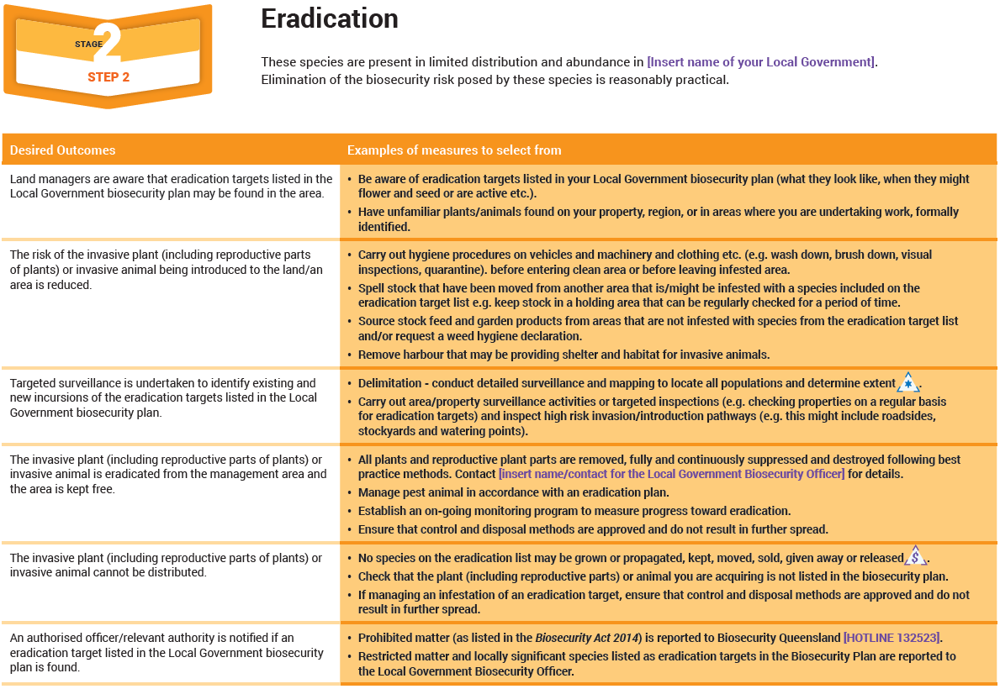 STAGE 2
STEP 2
Eradication
These species are present in limited distribution and abundance in [Insert name of your Local Government].
Elimination of the biosecurity risk posed by these species is reasonably practical.
Desired Outcomes
Examples of measures to select from
Land managers are aware that eradication targets listed in the
Local Government biosecurity plan may be found in the area.
• Be aware of eradication targets listed in your Local Government biosecurity plan (what they look like, when they might
flower and seed or are active etc.).
• Have unfamiliar plants/animals found on your property, region, or in areas where you are undertaking work, formally
identified.
The risk of the invasive plant (including reproductive parts
of plants) or invasive animal being introduced to the land/an
area is reduced.
• Carry out hygiene procedures on vehicles and machinery and clothing etc. (e.g. wash down, brush down, visual
inspections, quarantine). before entering clean area or before leaving infested area.
• Spell stock that have been moved from another area that is/might be infested with a species included on the
eradication target list e.g. keep stock in a holding area that can be regularly checked for a period of time.
• Source stock feed and garden products from areas that are not infested with species from the eradication target list
and/or request a weed hygiene declaration.
• Remove harbour that may be providing shelter and habitat for invasive animals.
Targeted surveillance is undertaken to identify existing and
new incursions of the eradication targets listed in the Local
Government biosecurity plan.
• Delimitation - conduct detailed surveillance and mapping to locate all populations and determine extent .
• Carry out area/property surveillance activities or targeted inspections (e.g. checking properties on a regular basis
for eradication targets) and inspect high risk invasion/introduction pathways (e.g. this might include roadsides,
stockyards and watering points).
The invasive plant (including reproductive parts of plants) or
invasive animal is eradicated from the management area and
the area is kept free.
• All plants and reproductive plant parts are removed, fully and continuously suppressed and destroyed following best
practice methods. Contact [insert name/contact for the Local Government Biosecurity Officer] for details.
• Manage pest animal in accordance with an eradication plan.
• Establish an on-going monitoring program to measure progress toward eradication.
• Ensure that control and disposal methods are approved and do not result in further spread.
The invasive plant (including reproductive parts of plants) or
invasive animal cannot be distributed.
• No species on the eradication list may be grown or propagated, kept, moved, sold, given away or released § .
• Check that the plant (including reproductive parts) or animal you are acquiring is not listed in the biosecurity plan.
• If managing an infestation of an eradication target, ensure that control and disposal methods are approved and do not
result in further spread.
An authorised officer/relevant authority is notified if an
eradication target listed in the Local Government biosecurity
plan is found.
• Prohibited matter (as listed in the Biosecurity Act 2014) is reported to Biosecurity Queensland [HOTLINE 132523].
• Restricted matter and locally significant species listed as eradication targets in the Biosecurity Plan are reported to
the Local Government Biosecurity Officer.